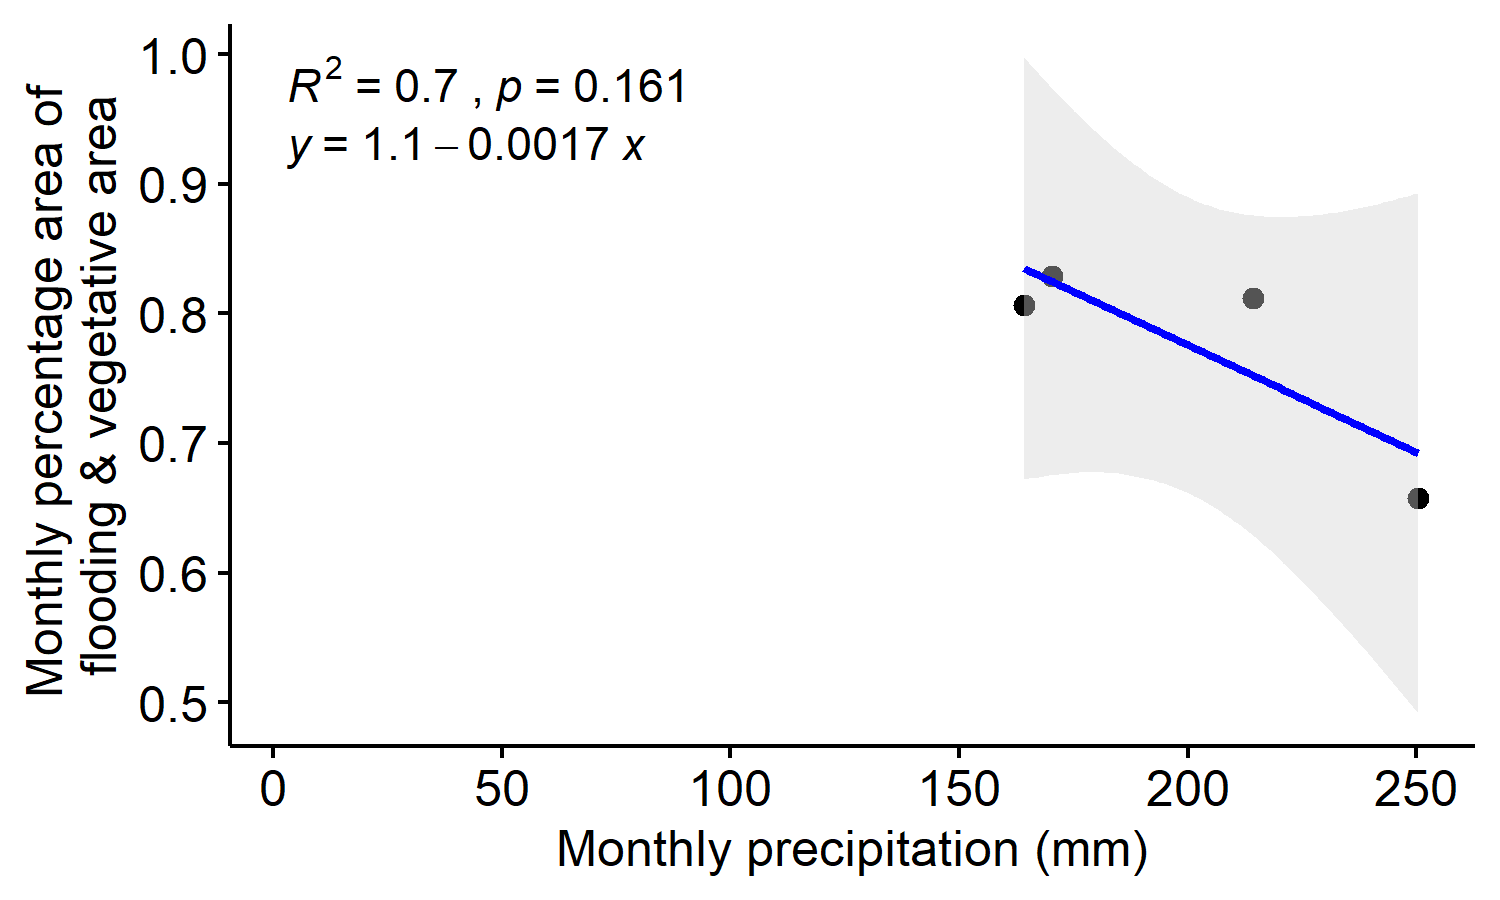 R² = 0.7 , p = 0.161
y = 1.1 – 0.0017 x
Monthly percentage area of
flooding & vegetative area
1.0
0.9
0.8
0.7
0.6
0.5
0 50 100 150 200 250
Monthly precipitation (mm)